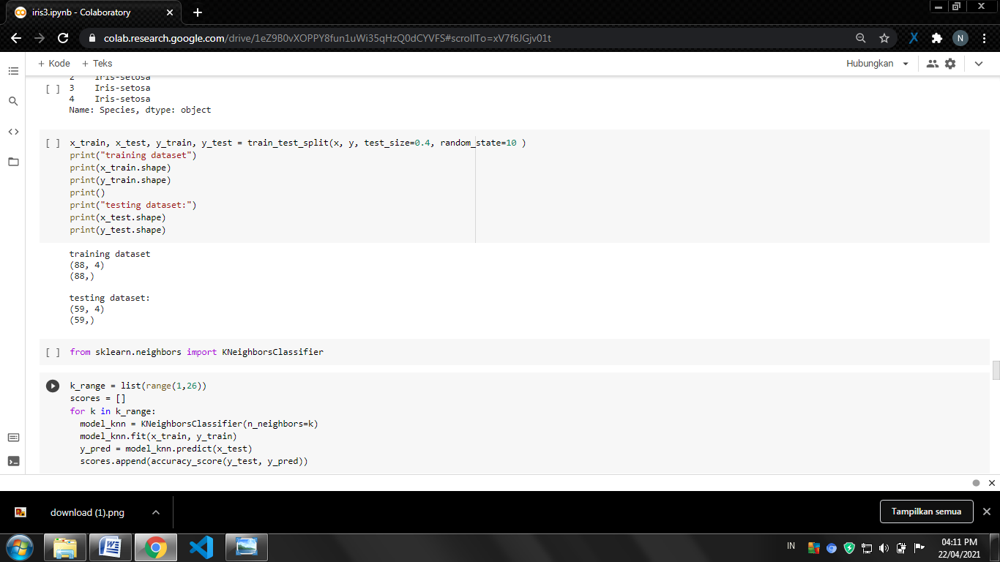 iris3.ipynb - Colaboratory
colab.research.google.com/drive/1eZ9B0vXOPPY8fun1uWi35qHzQ0dCYVFS#scrollTo=xV7f6JGjv01t
N
+ Kode + Teks
Hubungkan
2 Iris-setosa
[ ] 3 Iris-setosa
4 Iris-setosa
Name: Species, dtype: object
[ ] x_train, x_test, y_train, y_test = train_test_split(x, y, test_size=0.4, random_state=10 )
print("training dataset")
print(x_train.shape)
print(y_train.shape)
print()
print("testing dataset:")
print(x_test.shape)
print(y_test.shape)
training dataset
(88, 4)
(88,)
testing dataset:
(59, 4)
(59,)
[ ] from sklearn.neighbors import KNeighborsClassifier
k_range = list(range(1,26))
scores = []
for k in k_range:
model_knn = KNeighborsClassifier(n_neighbors=k)
model_knn.fit(x_train, y_train)
y_pred = model_knn.predict(x_test)
scores.append(accuracy_score(y_test, y_pred))
download (1).png
Tampilkan semua
IN
04:11 PM
22/04/2021